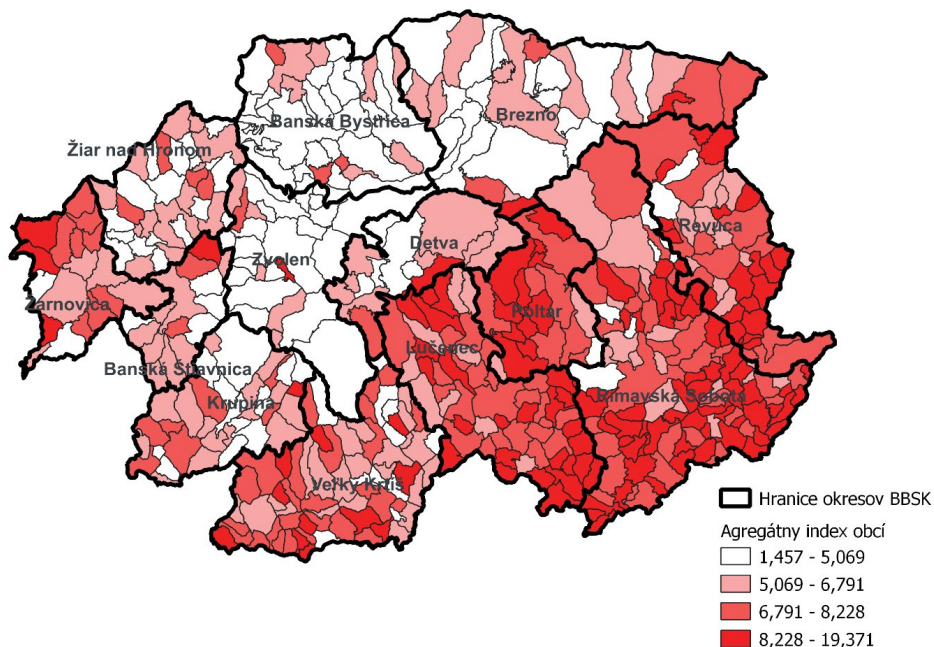 Banská Bystrica
Brezno
Žiar nad Hronom
Revúca
Detva
Zvolen
Žarnovica
Poltár
Lučenec
Banská Štiavnica
Rimavská Sobota
Krupina
Veľký Krtíš
Hranice okresov BBSK
Agregátny index obcí
1,457 - 5,069
5,069 - 6,791
6,791 - 8,228
8,228 - 19,371